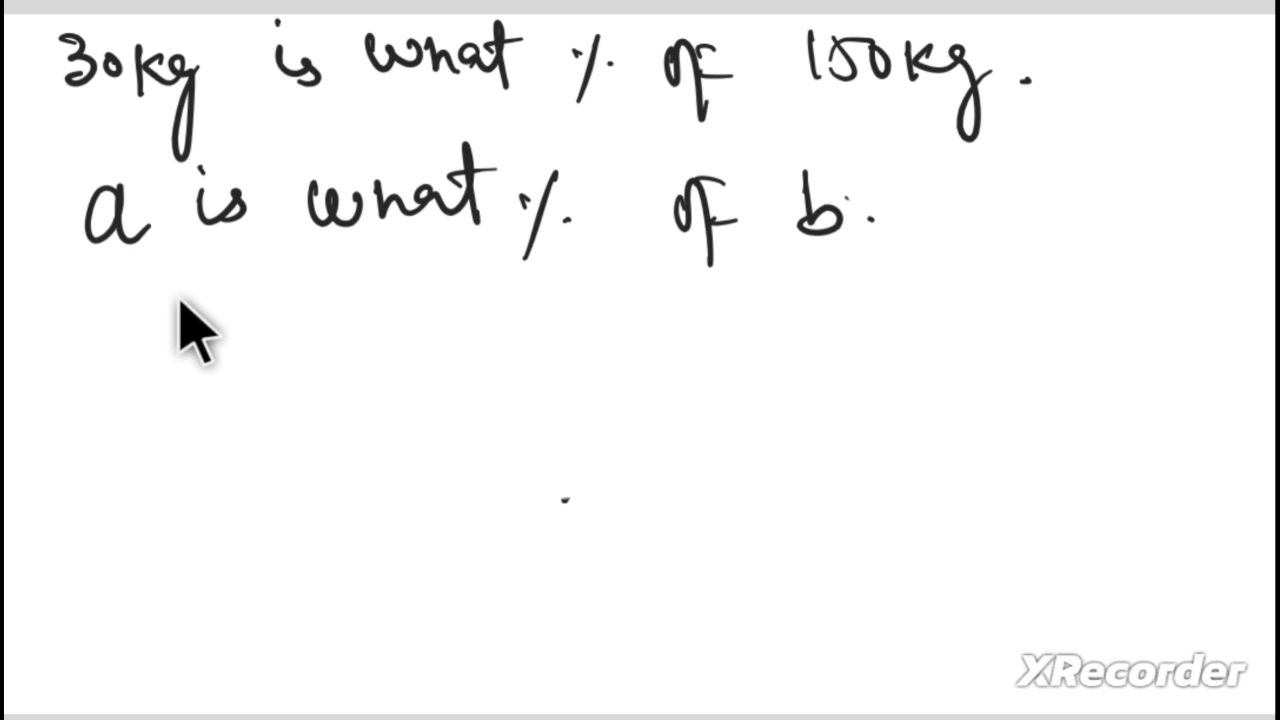 30kg is what % of 150kg.
a is what % of b.
XRecorder